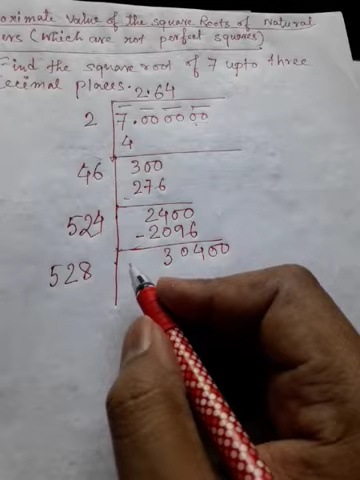 oximate Value of the square Roots of Natural
ers (which are not perfect squares)
Find the square root of 7 upto three
ecimal places.
2.64
2 7.00 00 00
4
46 300
276
524 2400
- 2096
528 30400